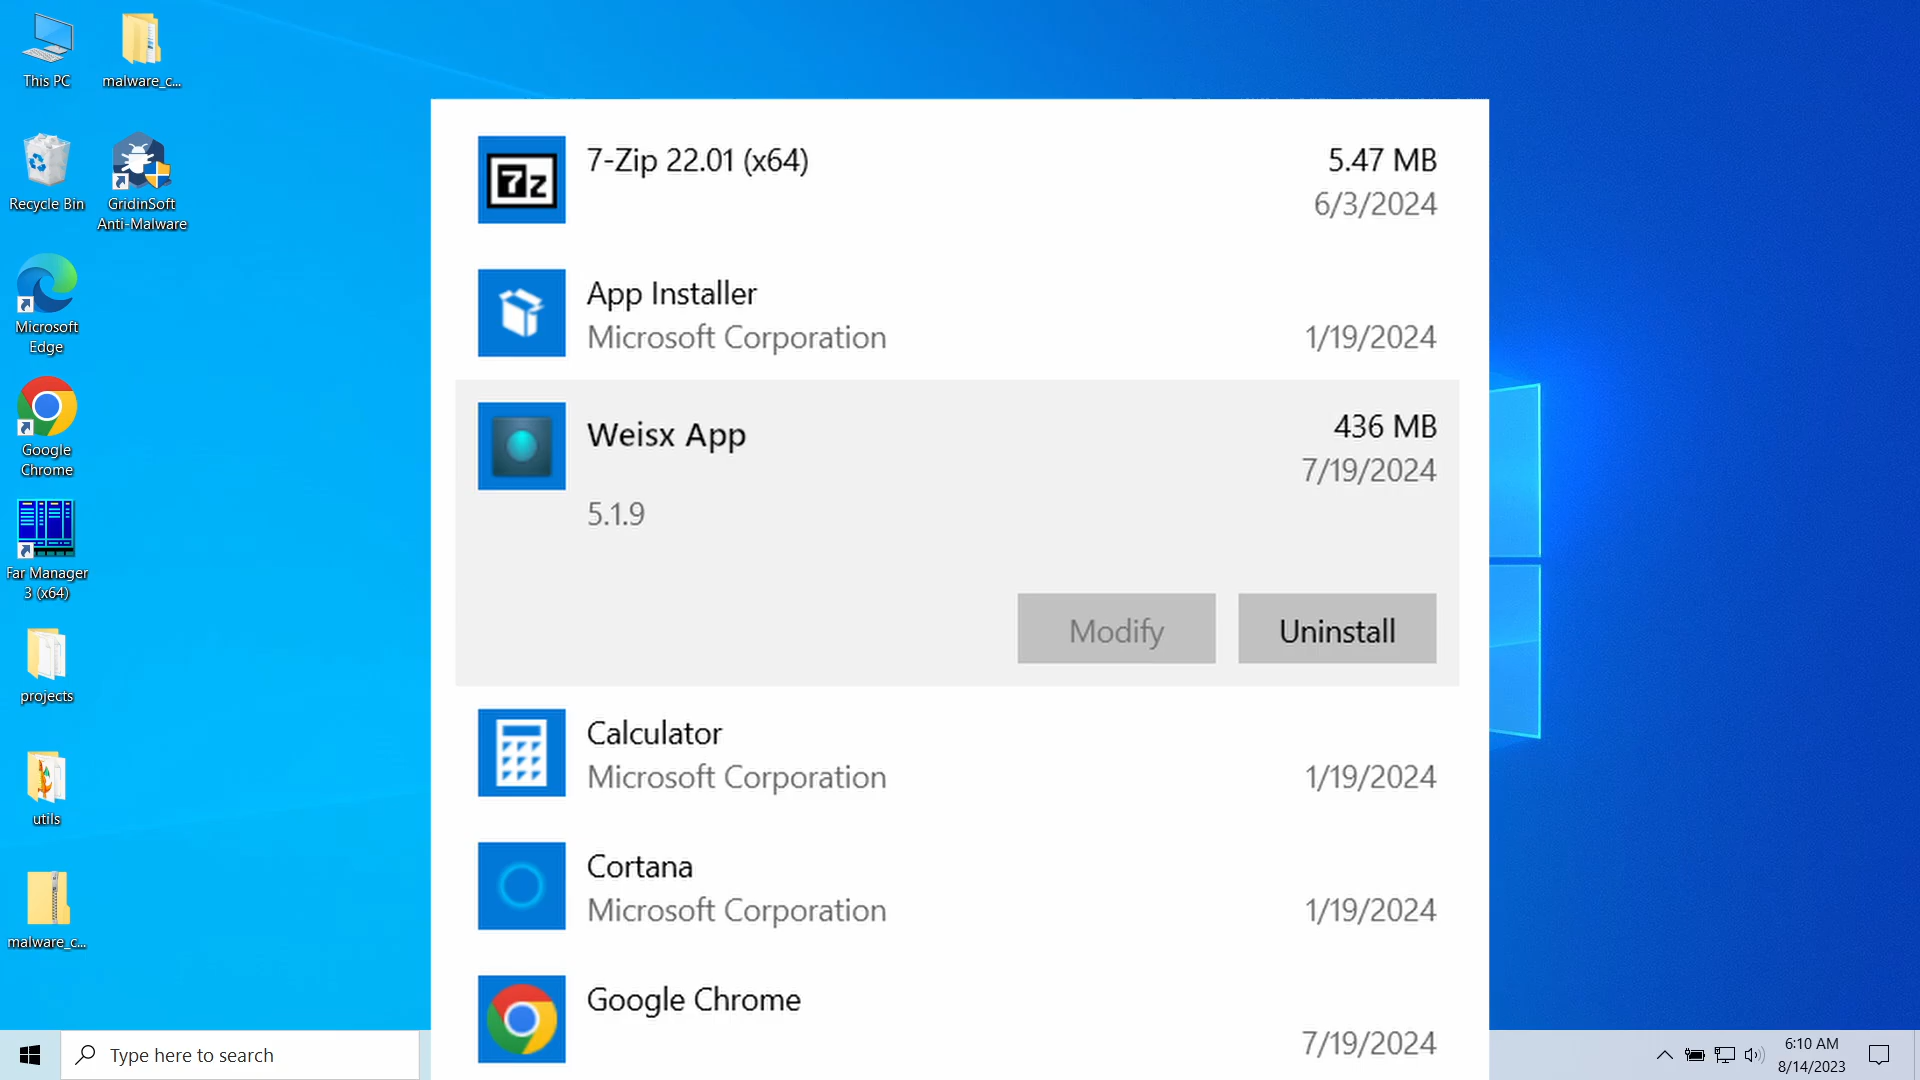 This PC
malware_c...
Recycle Bin
GridinSoft
Anti-Malware
Microsoft
Edge
Google
Chrome
Far Manager
3 (x64)
projects
utils
malware_c...
7-Zip 22.01 (x64)
5.47 MB
6/3/2024
App Installer
Microsoft Corporation
1/19/2024
Weisx App
436 MB
7/19/2024
5.1.9
Modify
Uninstall
Calculator
Microsoft Corporation
1/19/2024
Cortana
Microsoft Corporation
1/19/2024
Google Chrome
7/19/2024
Type here to search
6:10 AM
8/14/2023
7z